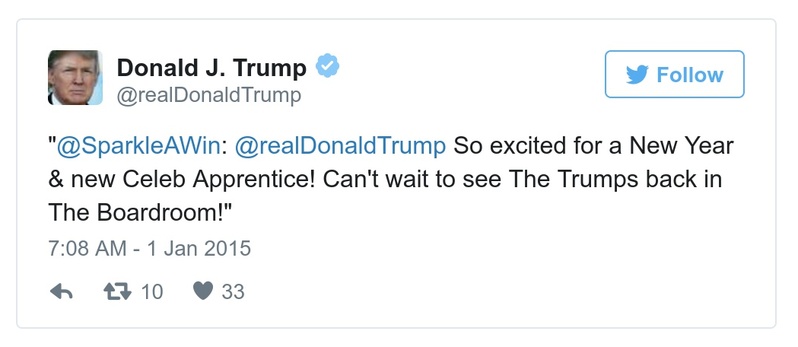 Donald J. Trump
@realDonaldTrump
Follow
"@SparkleAWin: @realDonaldTrump So excited for a New Year
& new Celeb Apprentice! Can't wait to see The Trumps back in
The Boardroom!"
7:08 AM - 1 Jan 2015
10 33